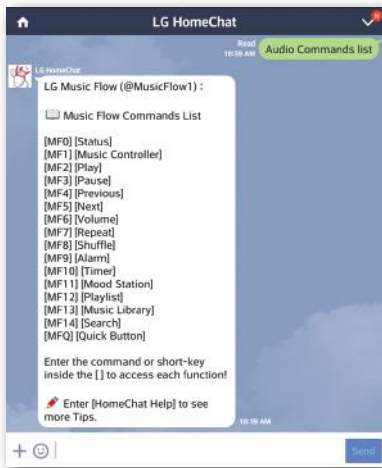 LG HomeChat
Read
10:39 AM
Audio Commands list
LG HomeChat
LG Music Flow (@MusicFlow1) :
Music Flow Commands List
[MF0] [Status]
[MF1] [Music Controller]
[MF2] [Play]
[MF3] [Pause]
[MF4] [Previous]
[MF5] [Next]
[MF6] [Volume]
[MF7] [Repeat]
[MF8] [Shuffle]
[MF9] [Alarm]
[MF10] [Timer]
[MF11] [Mood Station]
[MF12] [Playlist]
[MF13] [Music Library]
[MF14] [Search]
[MFQ] [Quick Button]
Enter the command or short-key
inside the [ ] to access each function!
Enter [HomeChat Help] to see
more Tips.
10:39 AM
Send